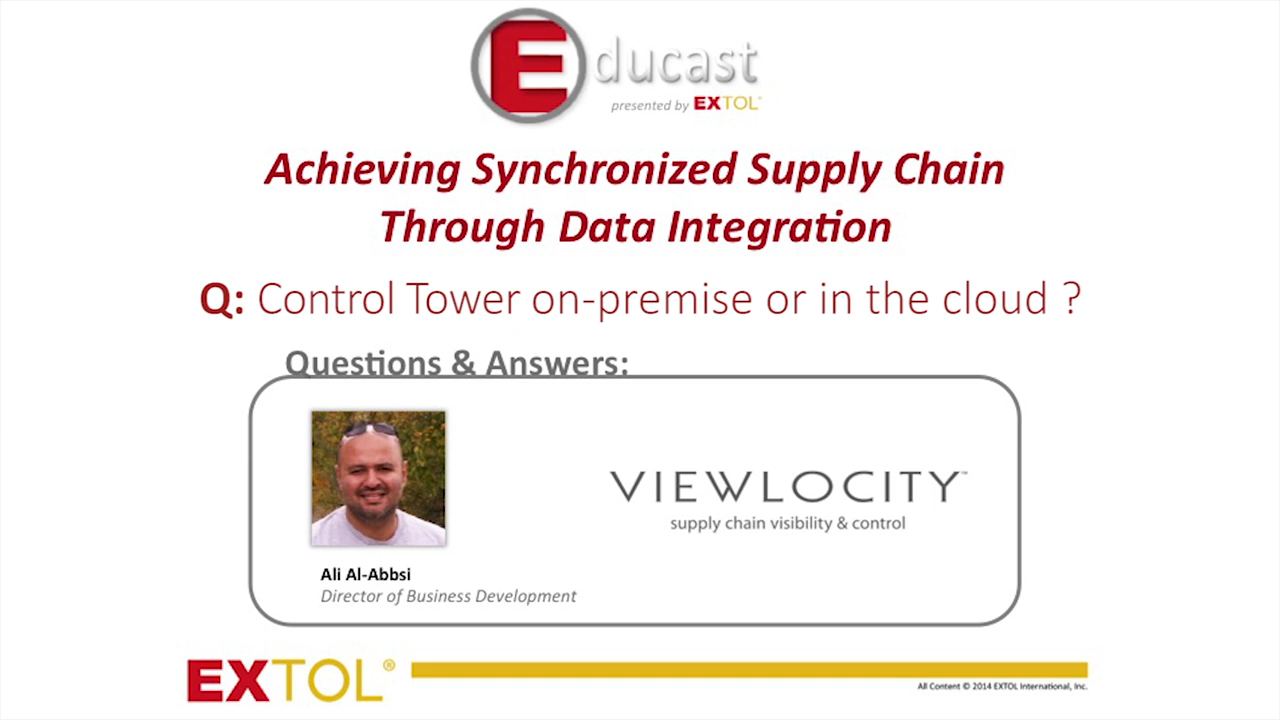 Educast
presented by EXTOL
Achieving Synchronized Supply Chain
Through Data Integration
Q: Control Tower on-premise or in the cloud ?
Questions & Answers:
VIEWLOCITY™
supply chain visibility & control
Ali Al-Abbsi
Director of Business Development
EXTOL®
All Content © 2014 EXTOL International, Inc.